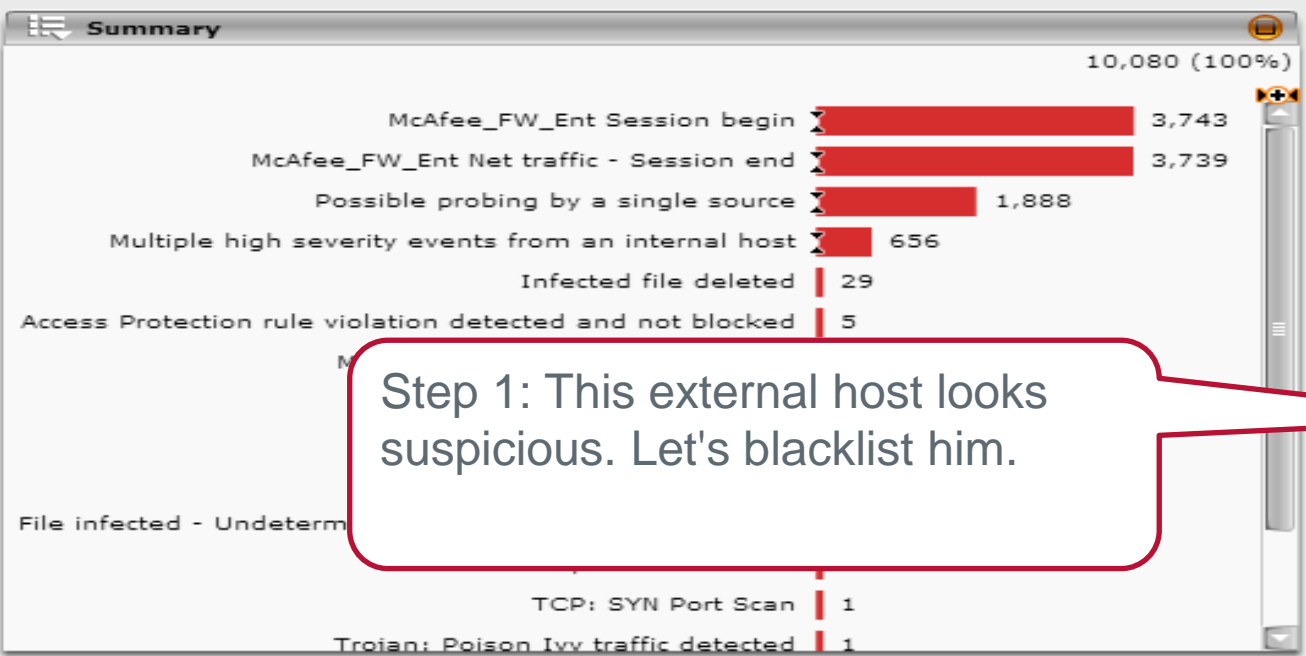 Summary
10,080 (100%)
McAfee_FW_Ent Session begin 3,743
McAfee_FW_Ent Net traffic - Session end 3,739
Possible probing by a single source 1,888
Multiple high severity events from an internal host 656
Infected file deleted 29
Access Protection rule violation detected and not blocked 5
Step 1: This external host looks
suspicious. Let's blacklist him.
File infected -
TCP: SYN Port Scan 1
Trojan: Poison Ivy traffic detected 1